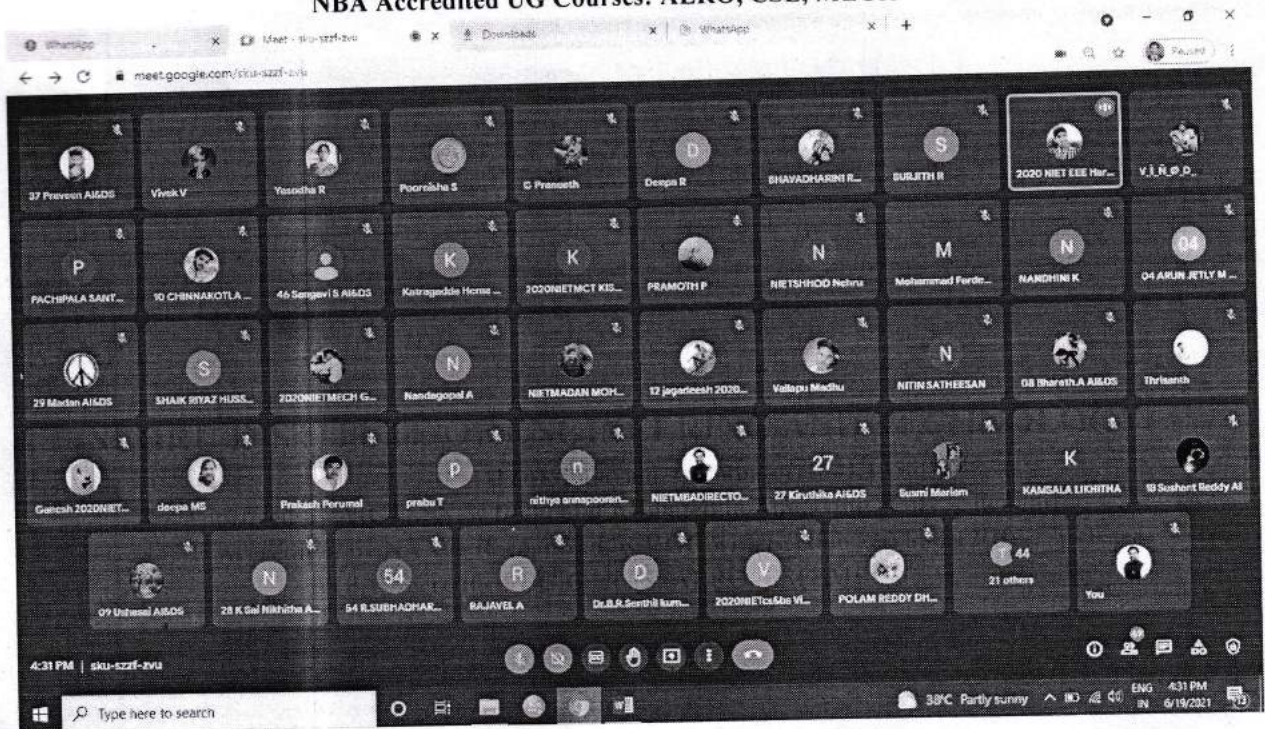 NBA Accredited UG Courses: AERO, CSE,
WhatsApp Meet - sku-szzf-zvu Downloads WhatsApp
meet.google.com/sku-szzf-zvu Paused
37 Praveen AI&DS Vivek V Yasodha R Poornisha S G Praneeth Deepa R BHAVADHARINI R... S SURJITH R 2020 NIET EEE Har... V_I_N_O_D_
D
P K K N M N 04
PACHIPALA SANT... 10 CHINNAKOTLA ... 46 Sangavi S AI&DS Katragadda Hema ... 2020NIETMCT KIS... PRAMOTH P NIETSHHOD Nehru Mohammad Farde... NANDHINI K 04 ARUN JETLY M ...
S N N
29 Madan AI&DS SHAIK RIYAZ HUSS... 2020NIETMECH G... Nandagopal A NIETMADAN MOH... 12 jagadeesh 2020... Vallapu Madhu NITIN SATHEESAN 08 Bharath.A AI&DS Thrisanth
p n 27 K
Ganesh 2020NIET... deepa MS Prakash Perumal prabu T nithya annapooran... NIETMBADIRECTO... 27 Kiruthika AI&DS Susmi Mariam KAMSALA LIKHITHA 18 Sushant Reddy AI
N 54 R D V T 44
09 Ushasai AI&DS 28 K Sai Nikhitha A... 54 R.SUBHADHAR... RAJAVEL A Dr.B.R.Senthil kum... 2020NIETcs&bs Vi... POLAM REDDY DH... 21 others You
4:31 PM | sku-szzf-zvu
Type here to search 38°C Partly sunny ENG 4:31 PM
IN 6/19/2021